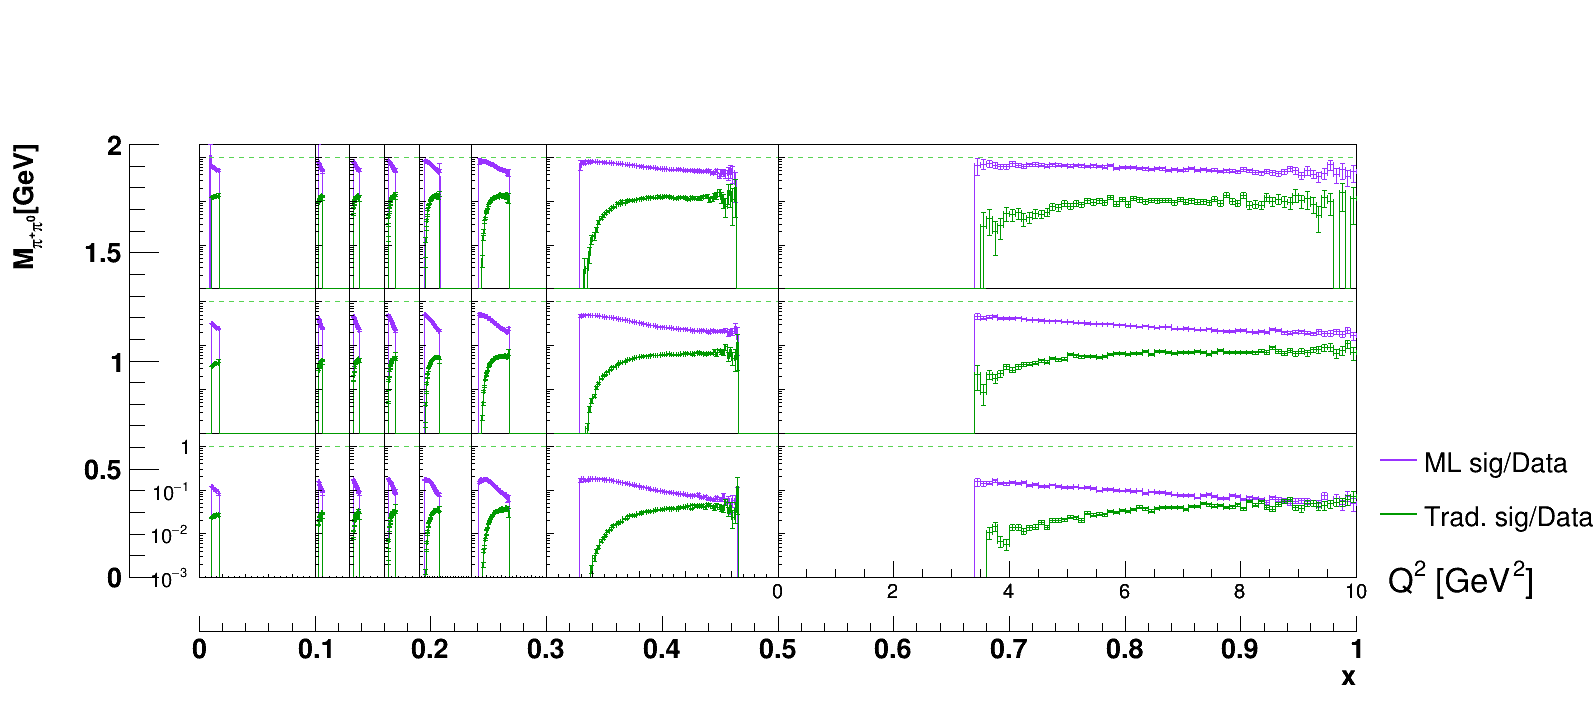 M_{π⁺π⁰}[GeV]
2
1.5
1
0.5
0
1
10⁻¹
10⁻²
10⁻³
ML sig/Data
Trad. sig/Data
0 2 4 6 8 10
Q² [GeV²]
0 0.1 0.2 0.3 0.4 0.5 0.6 0.7 0.8 0.9 1
x